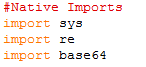 #Native Imports
import sys
import re
import base64